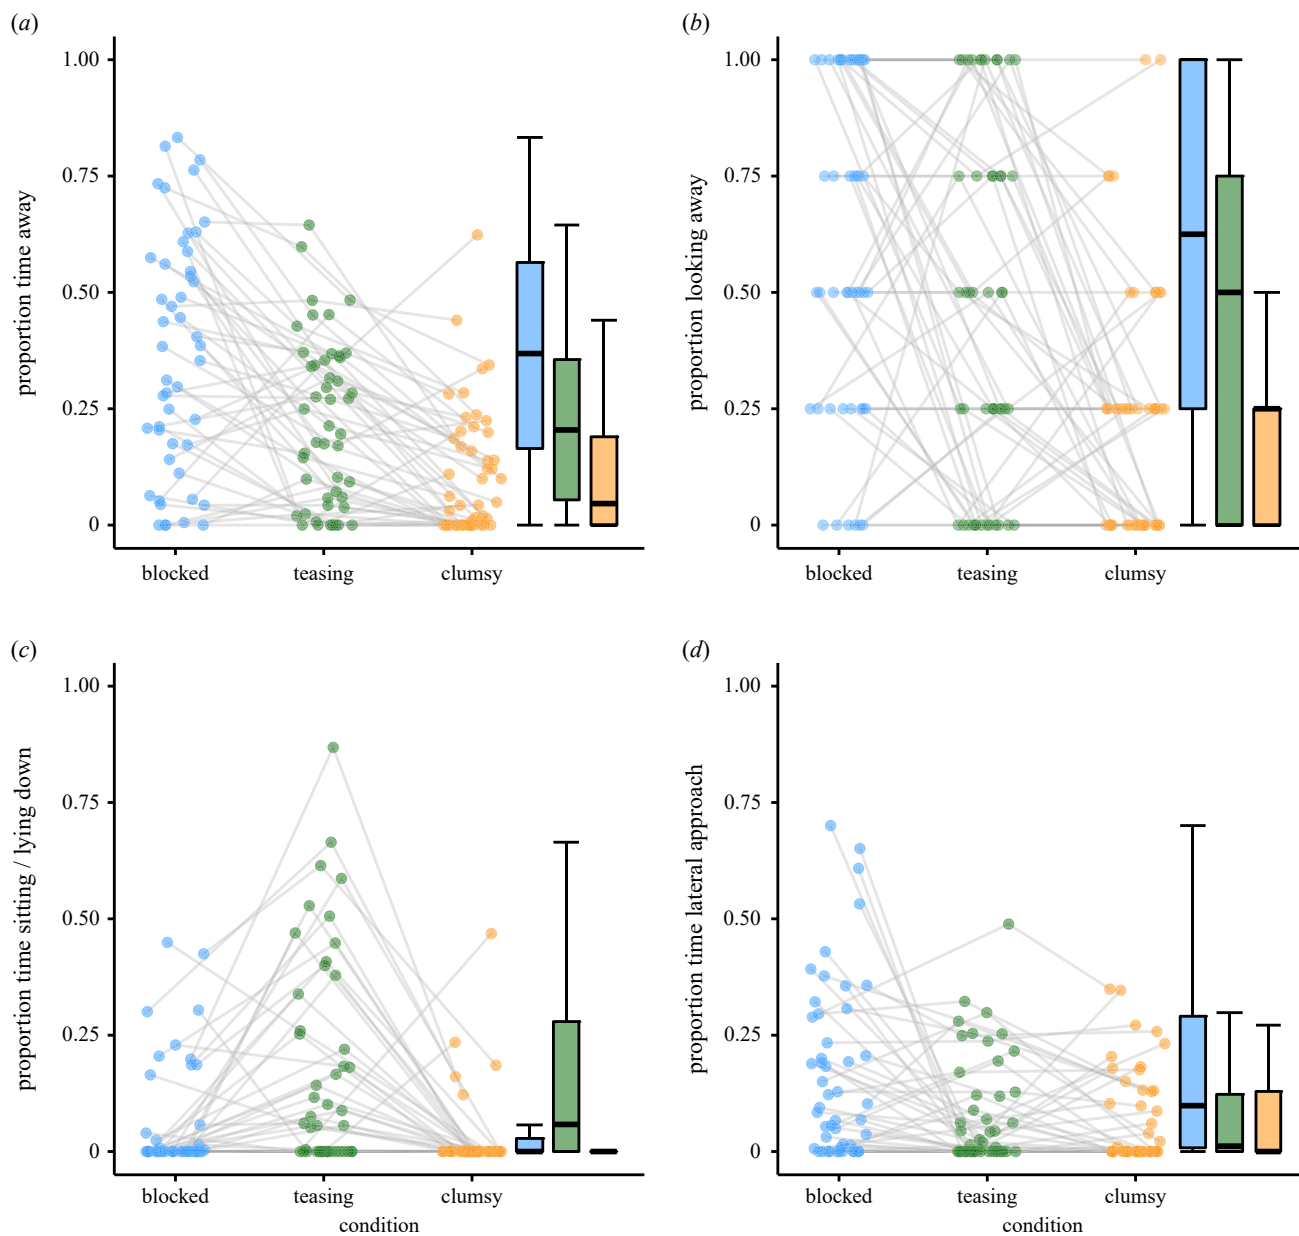 (a)
proportion time away
1.00
0.75
0.50
0.25
0
blocked teasing clumsy
(b)
proportion looking away
1.00
0.75
0.50
0.25
0
blocked teasing clumsy
(c)
proportion time sitting / lying down
1.00
0.75
0.50
0.25
0
blocked teasing clumsy
condition
(d)
proportion time lateral approach
1.00
0.75
0.50
0.25
0
blocked teasing clumsy
condition